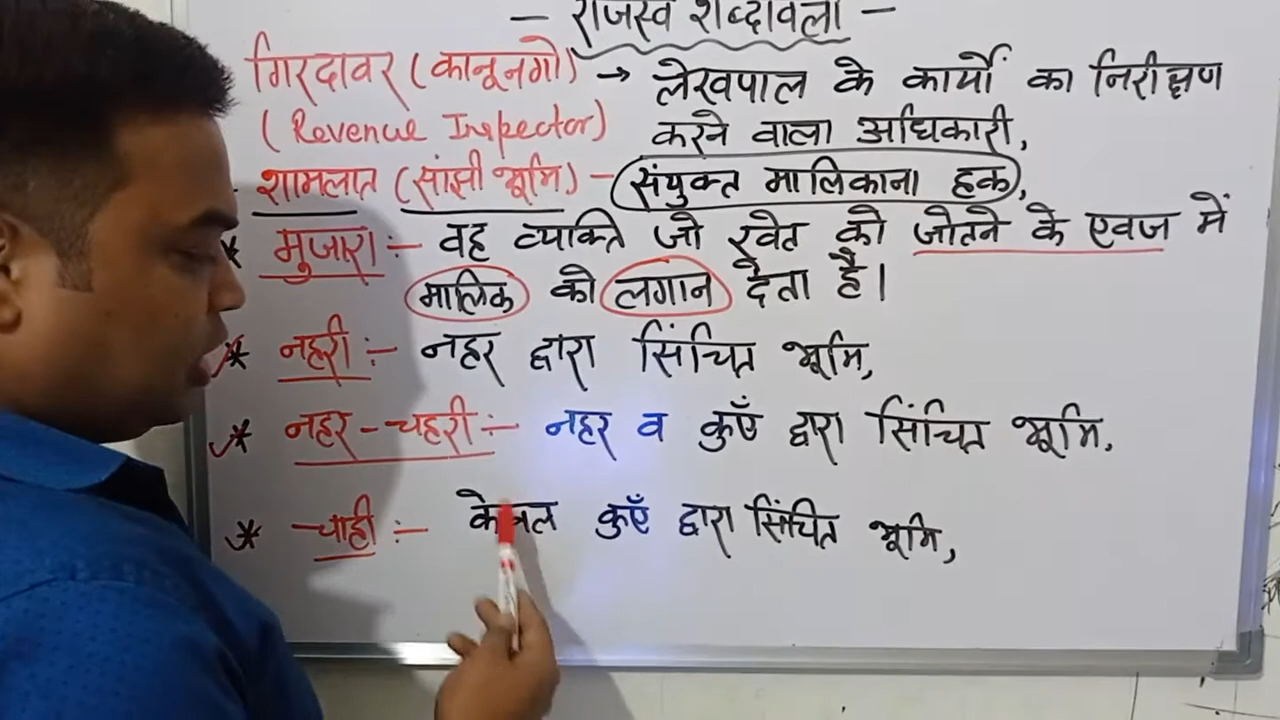 — राजस्व शब्दावली —
गिरदावर (कानूनगो) → लेखपाल के कार्यों का निरीक्षण
(Revenue Inspector) करने वाला अधिकारी,
शामलात (सांझी भूमि) – संयुक्त मालिकाना हक,
* मुजारा :- वह व्यक्ति जो खेत को जोतने के एवज में
मालिक को लगान देता है।
* नहरी :- नहर द्वारा सिंचित भूमि,
* नहर-चहरी :- नहर व कुएँ द्वारा सिंचित भूमि.
* चाही :- केवल कुएँ द्वारा सिंचित भूमि,